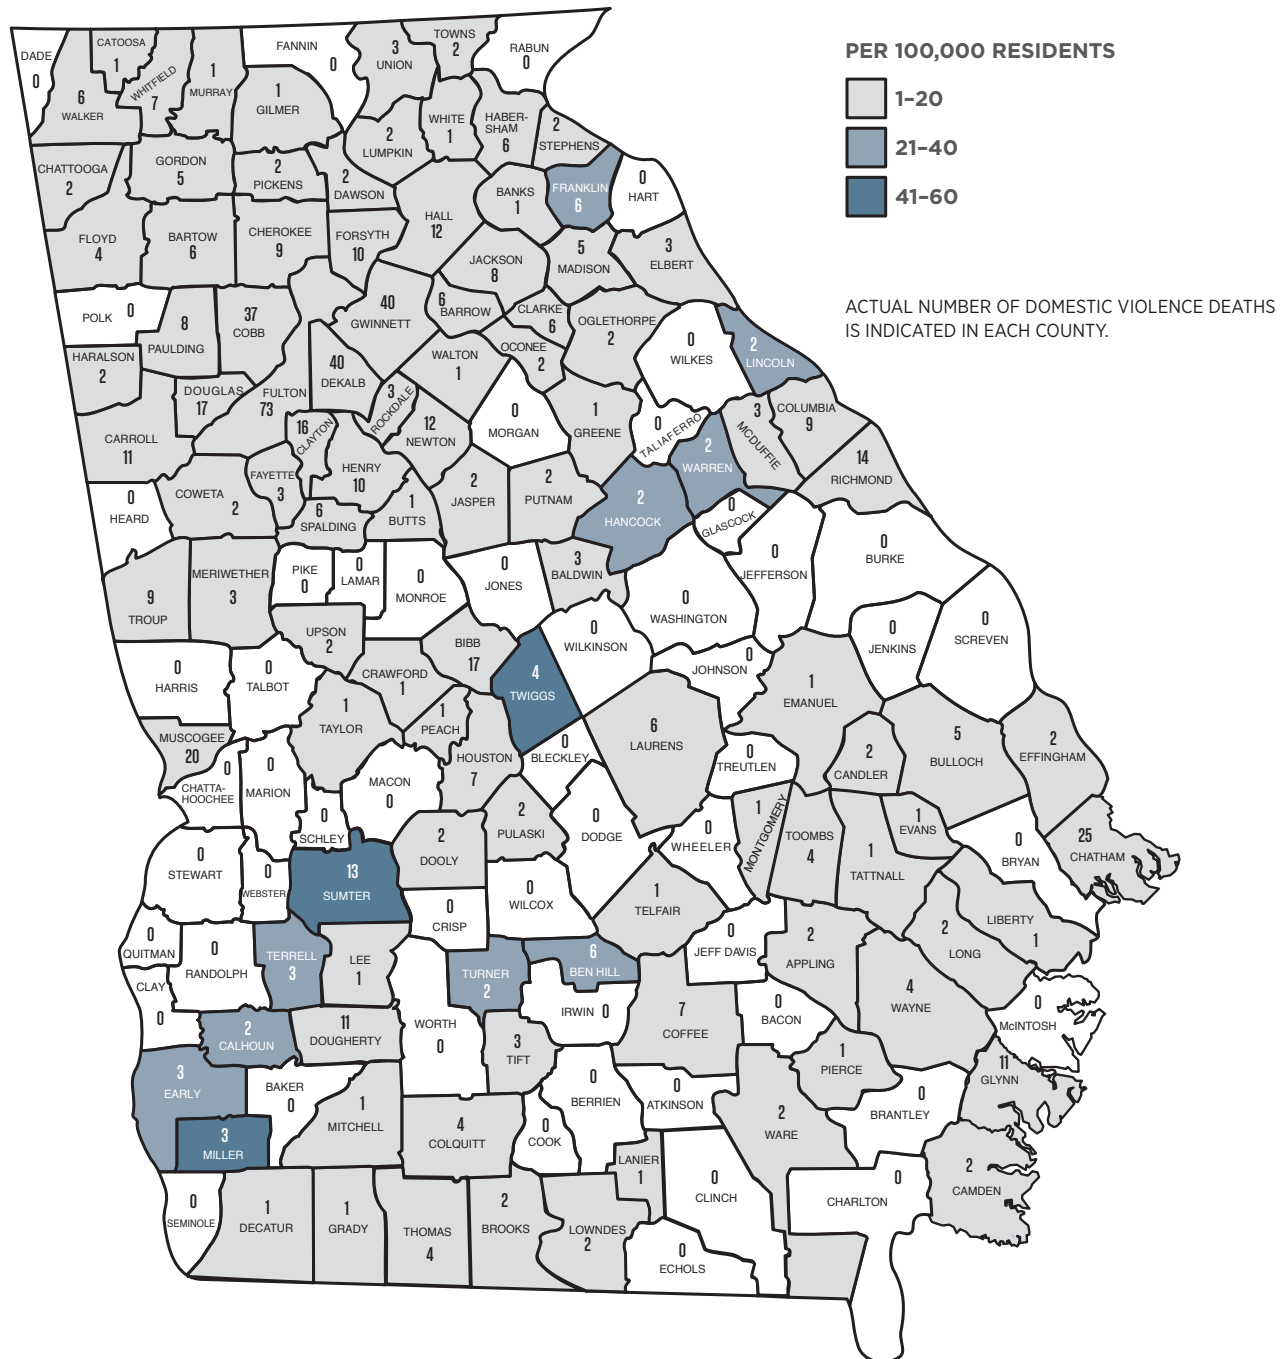 PER 100,000 RESIDENTS
1–20
21–40
41–60
ACTUAL NUMBER OF DOMESTIC VIOLENCE DEATHS
IS INDICATED IN EACH COUNTY.
DADE
0
CATOOSA
1
6
WALKER
WHITFIELD
7
1
MURRAY
FANNIN
0
1
GILMER
3
UNION
TOWNS
2
RABUN
0
2
LUMPKIN
WHITE
1
HABER-
SHAM
6
2
STEPHENS
CHATTOOGA
2
GORDON
5
2
PICKENS
2
DAWSON
HALL
12
BANKS
1
FRANKLIN
6
0
HART
FLOYD
4
BARTOW
6
CHEROKEE
9
FORSYTH
10
JACKSON
8
5
MADISON
3
ELBERT
POLK 0
8
PAULDING
37
COBB
40
GWINNETT
6
BARROW
CLARKE
6
OGLETHORPE
2
OCONEE
2
0
WILKES
2
LINCOLN
HARALSON
2
DOUGLAS
17
FULTON
73
40
DEKALB
3
ROCKDALE
WALTON
1
0
MORGAN
1
GREENE
0
TALIAFERRO
2
WARREN
3
MCDUFFIE
COLUMBIA
9
14
RICHMOND
CARROLL
11
16
CLAYTON
12
NEWTON
FAYETTE
3
HENRY
10
2
JASPER
2
PUTNAM
2
HANCOCK
0
GLASCOCK
0
HEARD
COWETA
2
6
SPALDING
1
BUTTS
0
JONES
3
BALDWIN
0
WASHINGTON
0
JEFFERSON
0
BURKE
9
TROUP
MERIWETHER
3
PIKE
0
0
LAMAR
0
MONROE
UPSON
2
CRAWFORD
1
BIBB
17
4
TWIGGS
0
WILKINSON
JOHNSON
0
0
JENKINS
0
SCREVEN
0
HARRIS
0
TALBOT
1
TAYLOR
1
PEACH
HOUSTON
7
0
BLECKLEY
6
LAURENS
0
TREUTLEN
1
EMANUEL
2
CANDLER
5
BULLOCH
2
EFFINGHAM
MUSCOGEE
20
0
CHATTA-
HOOCHEE
0
MARION
0
SCHLEY
MACON
0
2
DOOLY
2
PULASKI
0
DODGE
0
WHEELER
1
MONTGOMERY
TOOMBS
4
1
TATTNALL
1
EVANS
0
BRYAN
25
CHATHAM
0
STEWART
0
WEBSTER
13
SUMTER
0
CRISP
0
WILCOX
1
TELFAIR
0
JEFF DAVIS
2
APPLING
2
LONG
LIBERTY
1
0
QUITMAN
0
RANDOLPH
TERRELL
3
LEE
1
TURNER
2
6
BEN HILL
IRWIN 0
7
COFFEE
0
BACON
4
WAYNE
0
McINTOSH
CLAY
0
2
CALHOUN
11
DOUGHERTY
WORTH
0
3
TIFT
0
BERRIEN
0
ATKINSON
1
PIERCE
0
BRANTLEY
11
GLYNN
3
EARLY
BAKER
0
1
MITCHELL
4
COLQUITT
0
COOK
2
WARE
3
MILLER
LANIER
1
0
CLINCH
0
CHARLTON
2
CAMDEN
0
SEMINOLE
1
DECATUR
1
GRADY
THOMAS
4
2
BROOKS
LOWNDES
2
0
ECHOLS